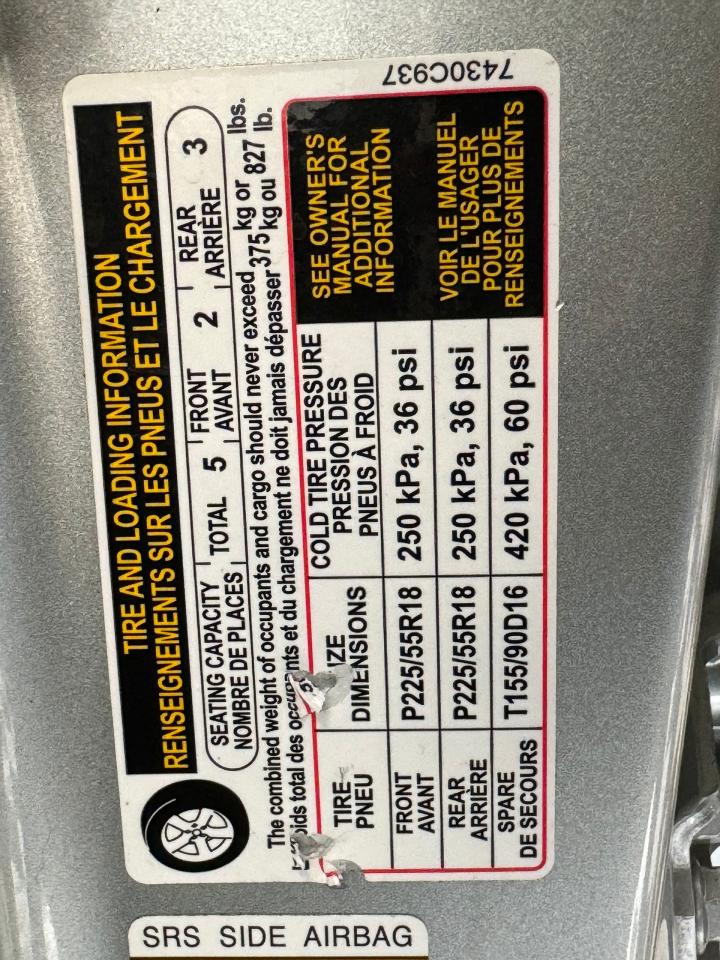 TIRE AND LOADING INFORMATION
RENSEIGNEMENTS SUR LES PNEUS ET LE CHARGEMENT
SEATING CAPACITY
NOMBRE DE PLACES
TOTAL 5
FRONT
AVANT
2
REAR
ARRIÈRE
3
The combined weight of occupants and cargo should never exceed 375 kg or 827 lbs.
total des occupants et du chargement ne doit jamais dépasser 375 kg ou 827 lb.
TIRE
PNEU
DIMENSIONS
COLD TIRE PRESSURE
PRESSION DES
PNEUS À FROID
FRONT
AVANT
P225/55R18
250 kPa, 36 psi
REAR
ARRIÈRE
P225/55R18
250 kPa, 36 psi
SPARE
DE SECOURS
T155/90D16
420 kPa, 60 psi
SEE OWNER'S
MANUAL FOR
ADDITIONAL
INFORMATION
VOIR LE MANUEL
DE L'USAGER
POUR PLUS DE
RENSEIGNEMENTS
7430C937
SRS SIDE AIRBAG